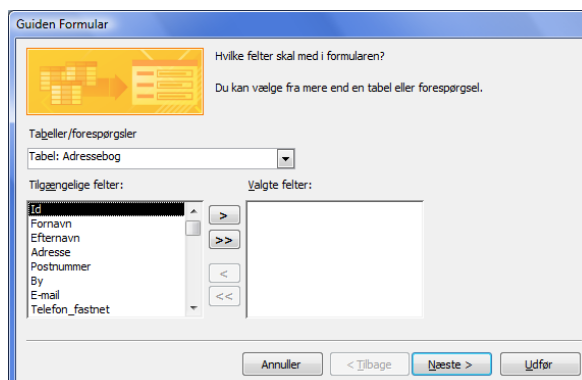 Guiden Formular
Hvilke felter skal med i formularen?
Du kan vælge fra mere end en tabel eller forespørgsel.
Tabeller/forespørgsler
Tabel: Adressebog
Tilgængelige felter:
Valgte felter:
Id
Fornavn
Efternavn
Adresse
Postnummer
By
E-mail
Telefon_fastnet
>
>>
<
<<
Annuller
< Tilbage
Næste >
Udfør